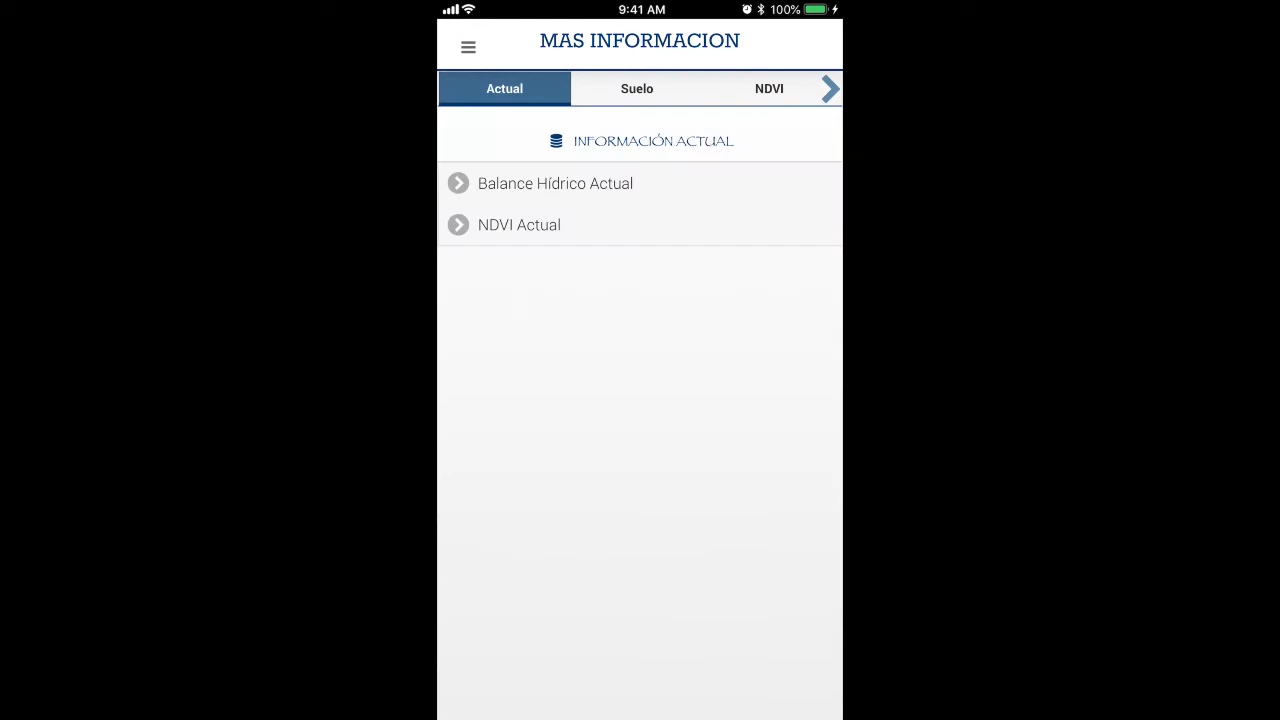 9:41 AM 100%
MAS INFORMACION
Actual Suelo NDVI
INFORMACIÓN ACTUAL
Balance Hídrico Actual
NDVI Actual